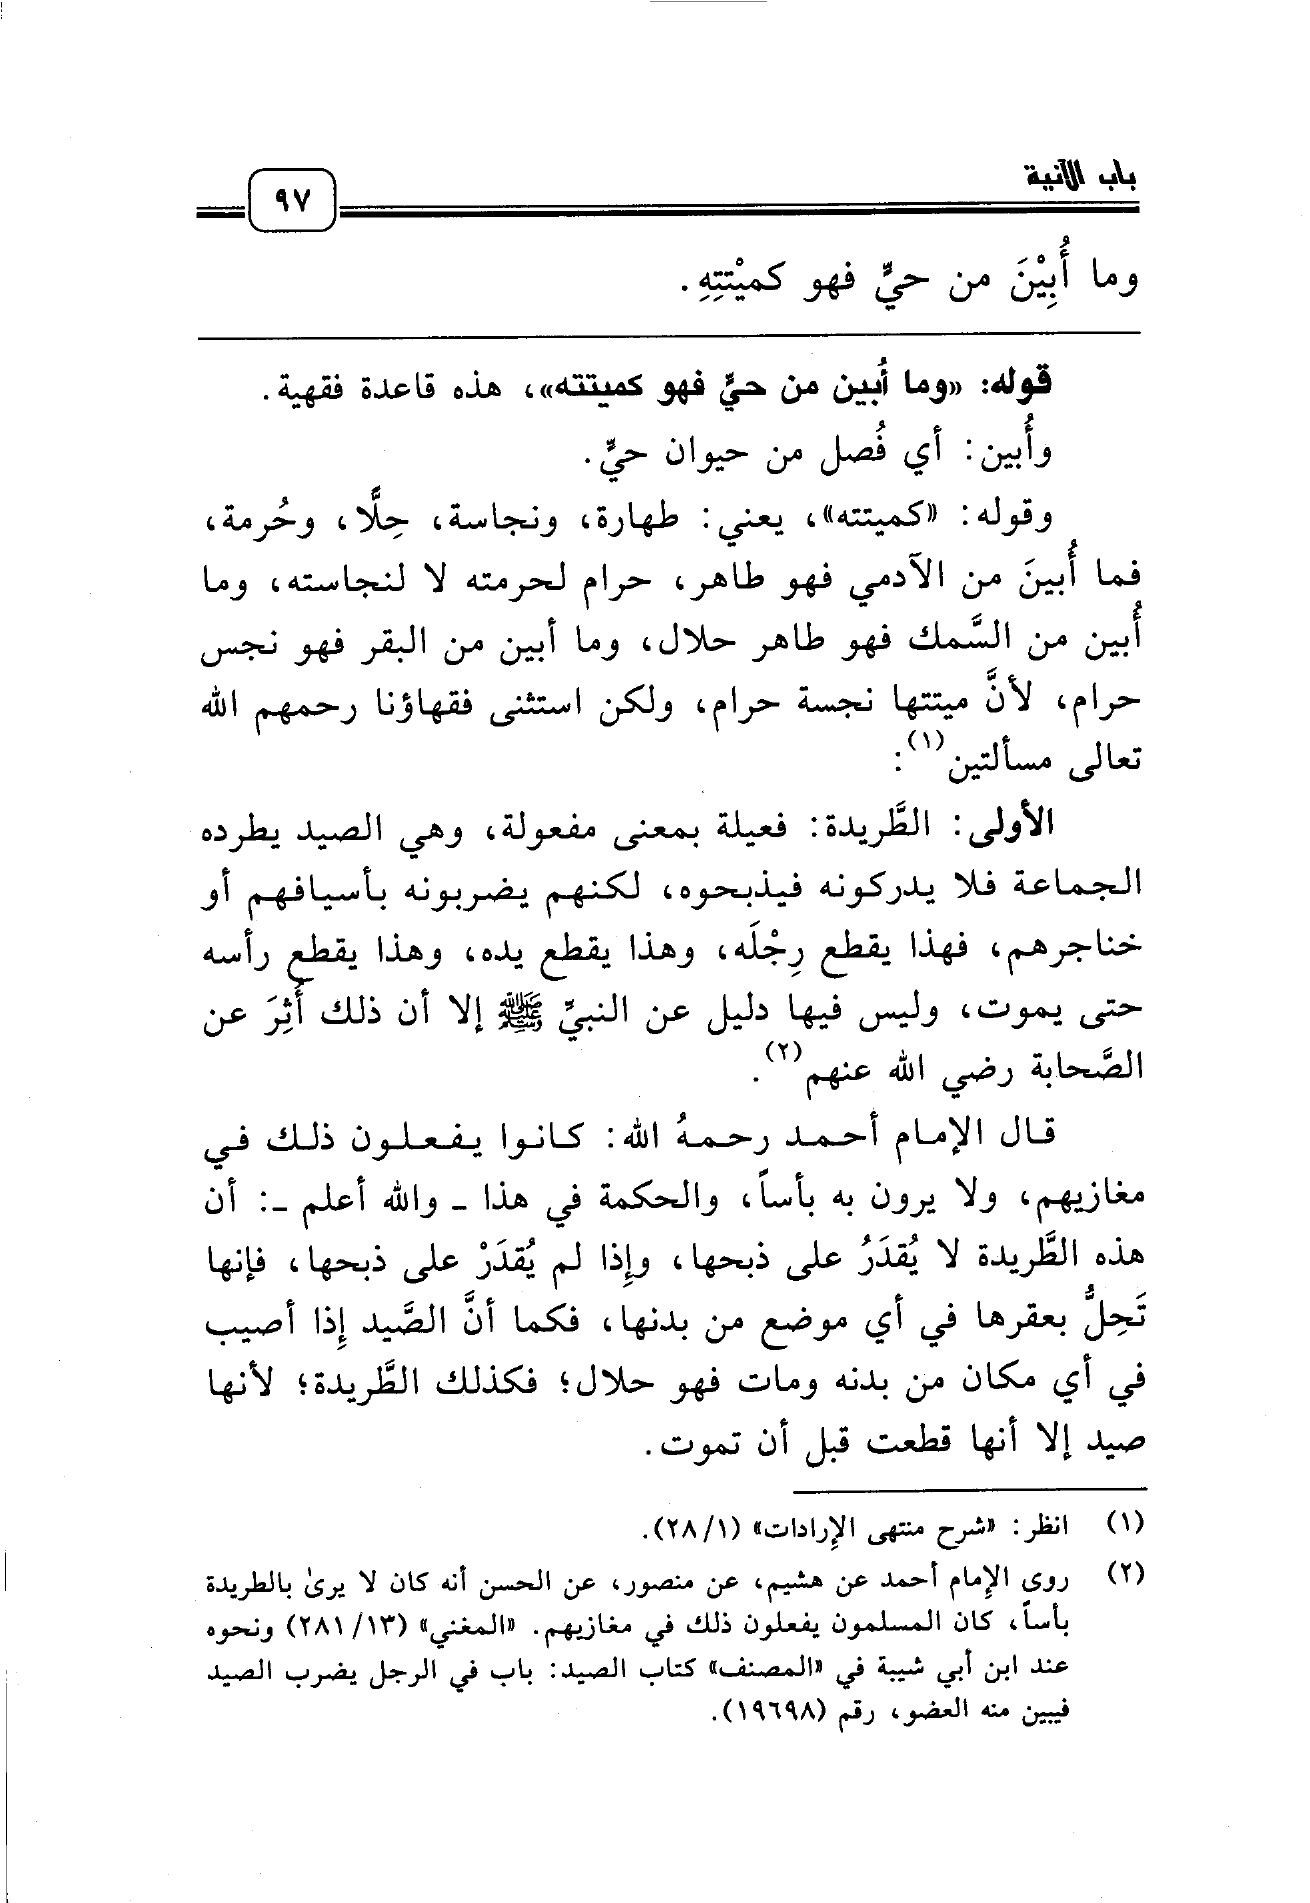 باب الآنية
٩٧
وما أُبِيْنَ من حيٍّ فهو كميْتتِهِ.
قوله: «وما أُبين من حيٍّ فهو كميتته»، هذه قاعدة فقهية.
وأُبين: أي فُصل من حيوان حيٍّ.
وقوله: «كميتته»، يعني: طهارة، ونجاسة، حِلًّا، وحُرمة،
فما أُبينَ من الآدمي فهو طاهر، حرام لحرمته لا لنجاسته، وما
أُبين من السَّمك فهو طاهر حلال، وما أبين من البقر فهو نجس
حرام، لأنَّ ميتتها نجسة حرام، ولكن استثنى فقهاؤنا رحمهم الله
تعالى مسألتين(١):
الأولى: الطَّريدة: فعيلة بمعنى مفعولة، وهي الصيد يطرده
الجماعة فلا يدركونه فيذبحوه، لكنهم يضربونه بأسيافهم أو
خناجرهم، فهذا يقطع رِجْلَه، وهذا يقطع يده، وهذا يقطع رأسه
حتى يموت، وليس فيها دليل عن النبيِّ ﷺ إلا أن ذلك أُثِرَ عن
الصَّحابة رضي الله عنهم(٢).
قال الإمام أحمد رحمهُ الله: كانوا يفعلون ذلك في
مغازيهم، ولا يرون به بأساً، والحكمة في هذا ـ والله أعلم ـ: أن
هذه الطَّريدة لا يُقدَرُ على ذبحها، وإِذا لم يُقدَرْ على ذبحها، فإنها
تَحِلُّ بعقرها في أي موضع من بدنها، فكما أنَّ الصَّيد إِذا أصيب
في أي مكان من بدنه ومات فهو حلال؛ فكذلك الطَّريدة؛ لأنها
صيد إلا أنها قطعت قبل أن تموت.
(١) انظر: «شرح منتهى الإِرادات» (٢٨/١).
(٢) روى الإمام أحمد عن هشيم، عن منصور، عن الحسن أنه كان لا يرىٰ بالطريدة
بأساً، كان المسلمون يفعلون ذلك في مغازيهم. «المغني» (٢٨١/١٣) ونحوه
عند ابن أبي شيبة في «المصنف» كتاب الصيد: باب في الرجل يضرب الصيد
فيبين منه العضو، رقم (١٩٦٩٨).